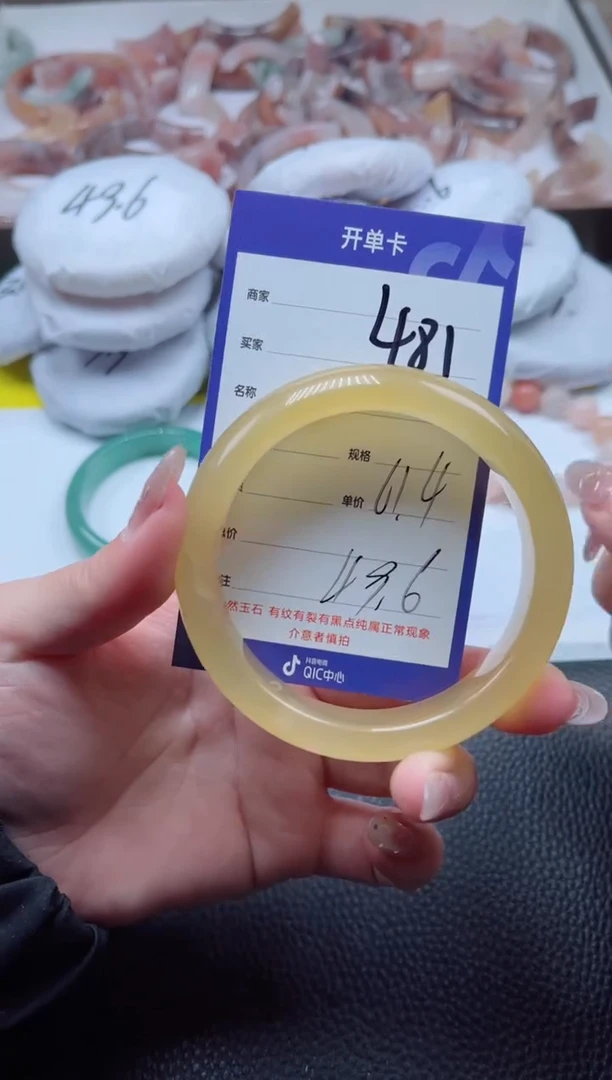 49.6
开单卡
商家
481
买家
名称
规格
单价 61.4
价
注 49.6
然玉石 有纹有裂有黑点纯属正常现象
介意者慎拍
抖音电商
QIC中心